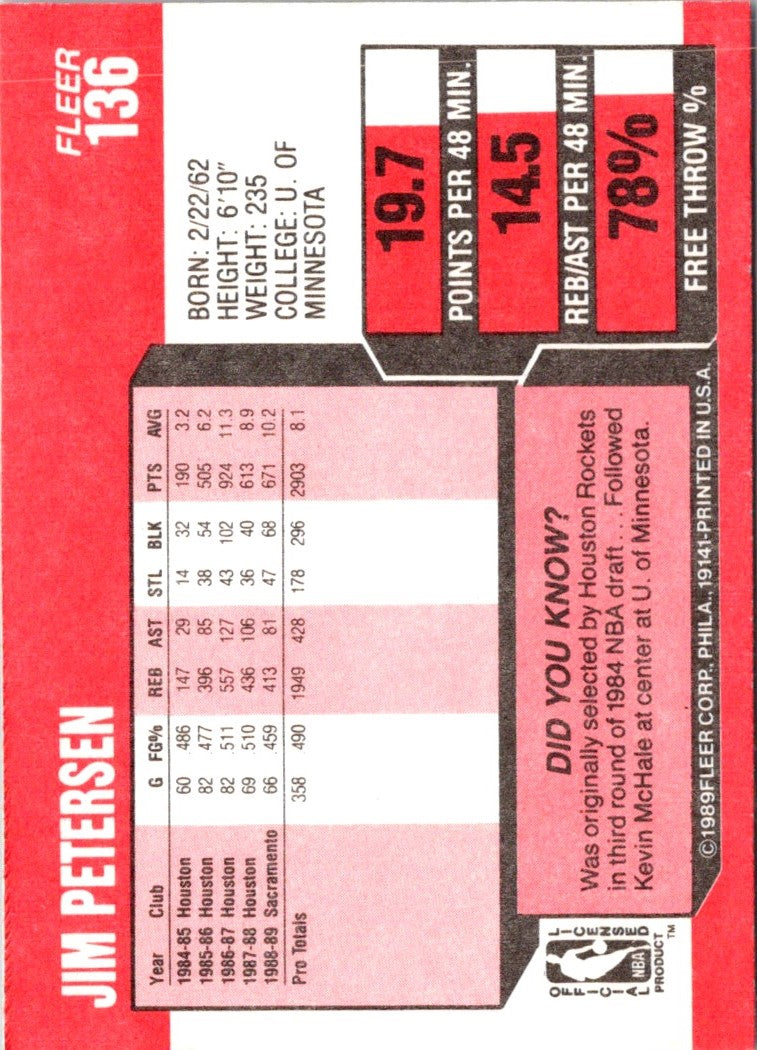 JIM PETERSEN
FLEER
136
Year Club G FG% REB AST STL BLK PTS AVG
1984-85 Houston 60 .486 147 29 14 32 190 3.2
1985-86 Houston 82 .477 396 85 38 54 505 6.2
1986-87 Houston 82 .511 557 127 43 102 924 11.3
1987-88 Houston 69 .510 436 106 36 40 613 8.9
1988-89 Sacramento 66 .459 413 81 47 68 671 10.2
Pro Totals 358 .490 1949 428 178 296 2903 8.1
BORN: 2/22/62
HEIGHT: 6'10"
WEIGHT: 235
COLLEGE: U. OF
MINNESOTA
19.7
POINTS PER 48 MIN.
14.5
REB/AST PER 48 MIN.
78%
FREE THROW %
DID YOU KNOW?
Was originally selected by Houston Rockets
in third round of 1984 NBA draft... Followed
Kevin McHale at center at U. of Minnesota.
OFFICIAL
NBA
LICENSED
PRODUCT™
©1989 FLEER CORP., PHILA., 19141-PRINTED IN U.S.A.